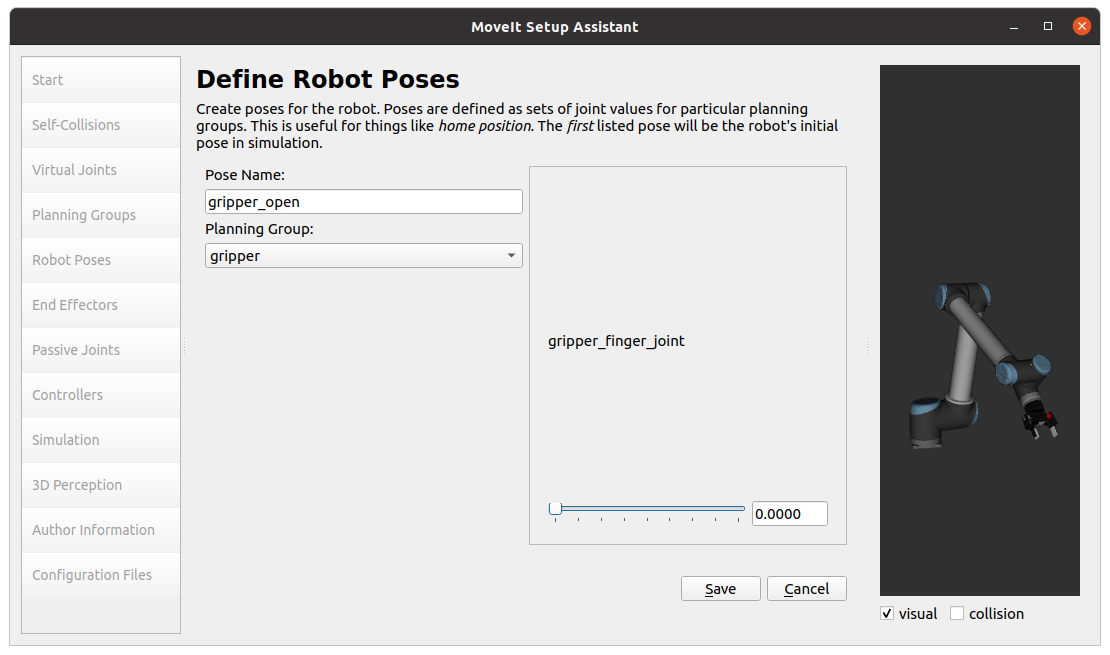 MoveIt Setup Assistant
Start
Self-Collisions
Virtual Joints
Planning Groups
Robot Poses
End Effectors
Passive Joints
Controllers
Simulation
3D Perception
Author Information
Configuration Files
Define Robot Poses
Create poses for the robot. Poses are defined as sets of joint values for particular planning
groups. This is useful for things like home position. The first listed pose will be the robot's initial
pose in simulation.
Pose Name:
gripper_open
Planning Group:
gripper
gripper_finger_joint
0.0000
Save
Cancel
visual
collision